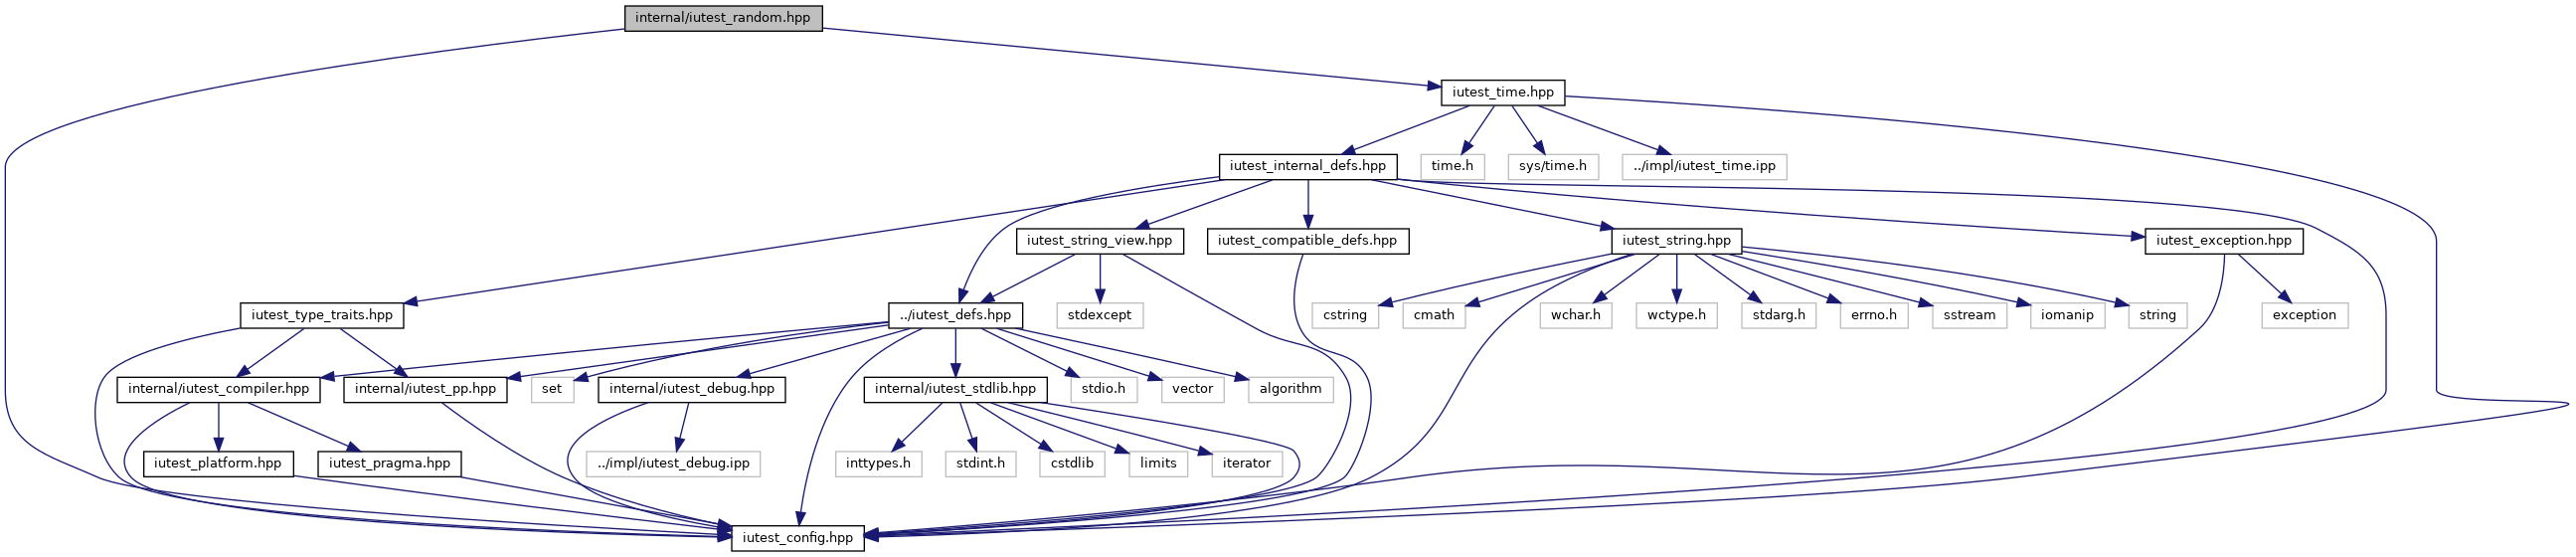 internal/iutest_random.hpp
iutest_time.hpp
iutest_internal_defs.hpp
time.h
sys/time.h
../impl/iutest_time.ipp
iutest_string_view.hpp
iutest_compatible_defs.hpp
iutest_string.hpp
iutest_exception.hpp
iutest_type_traits.hpp
../iutest_defs.hpp
stdexcept
cstring
cmath
wchar.h
wctype.h
stdarg.h
errno.h
sstream
iomanip
string
exception
internal/iutest_compiler.hpp
internal/iutest_pp.hpp
set
internal/iutest_debug.hpp
internal/iutest_stdlib.hpp
stdio.h
vector
algorithm
iutest_platform.hpp
iutest_pragma.hpp
../impl/iutest_debug.ipp
inttypes.h
stdint.h
cstdlib
limits
iterator
iutest_config.hpp